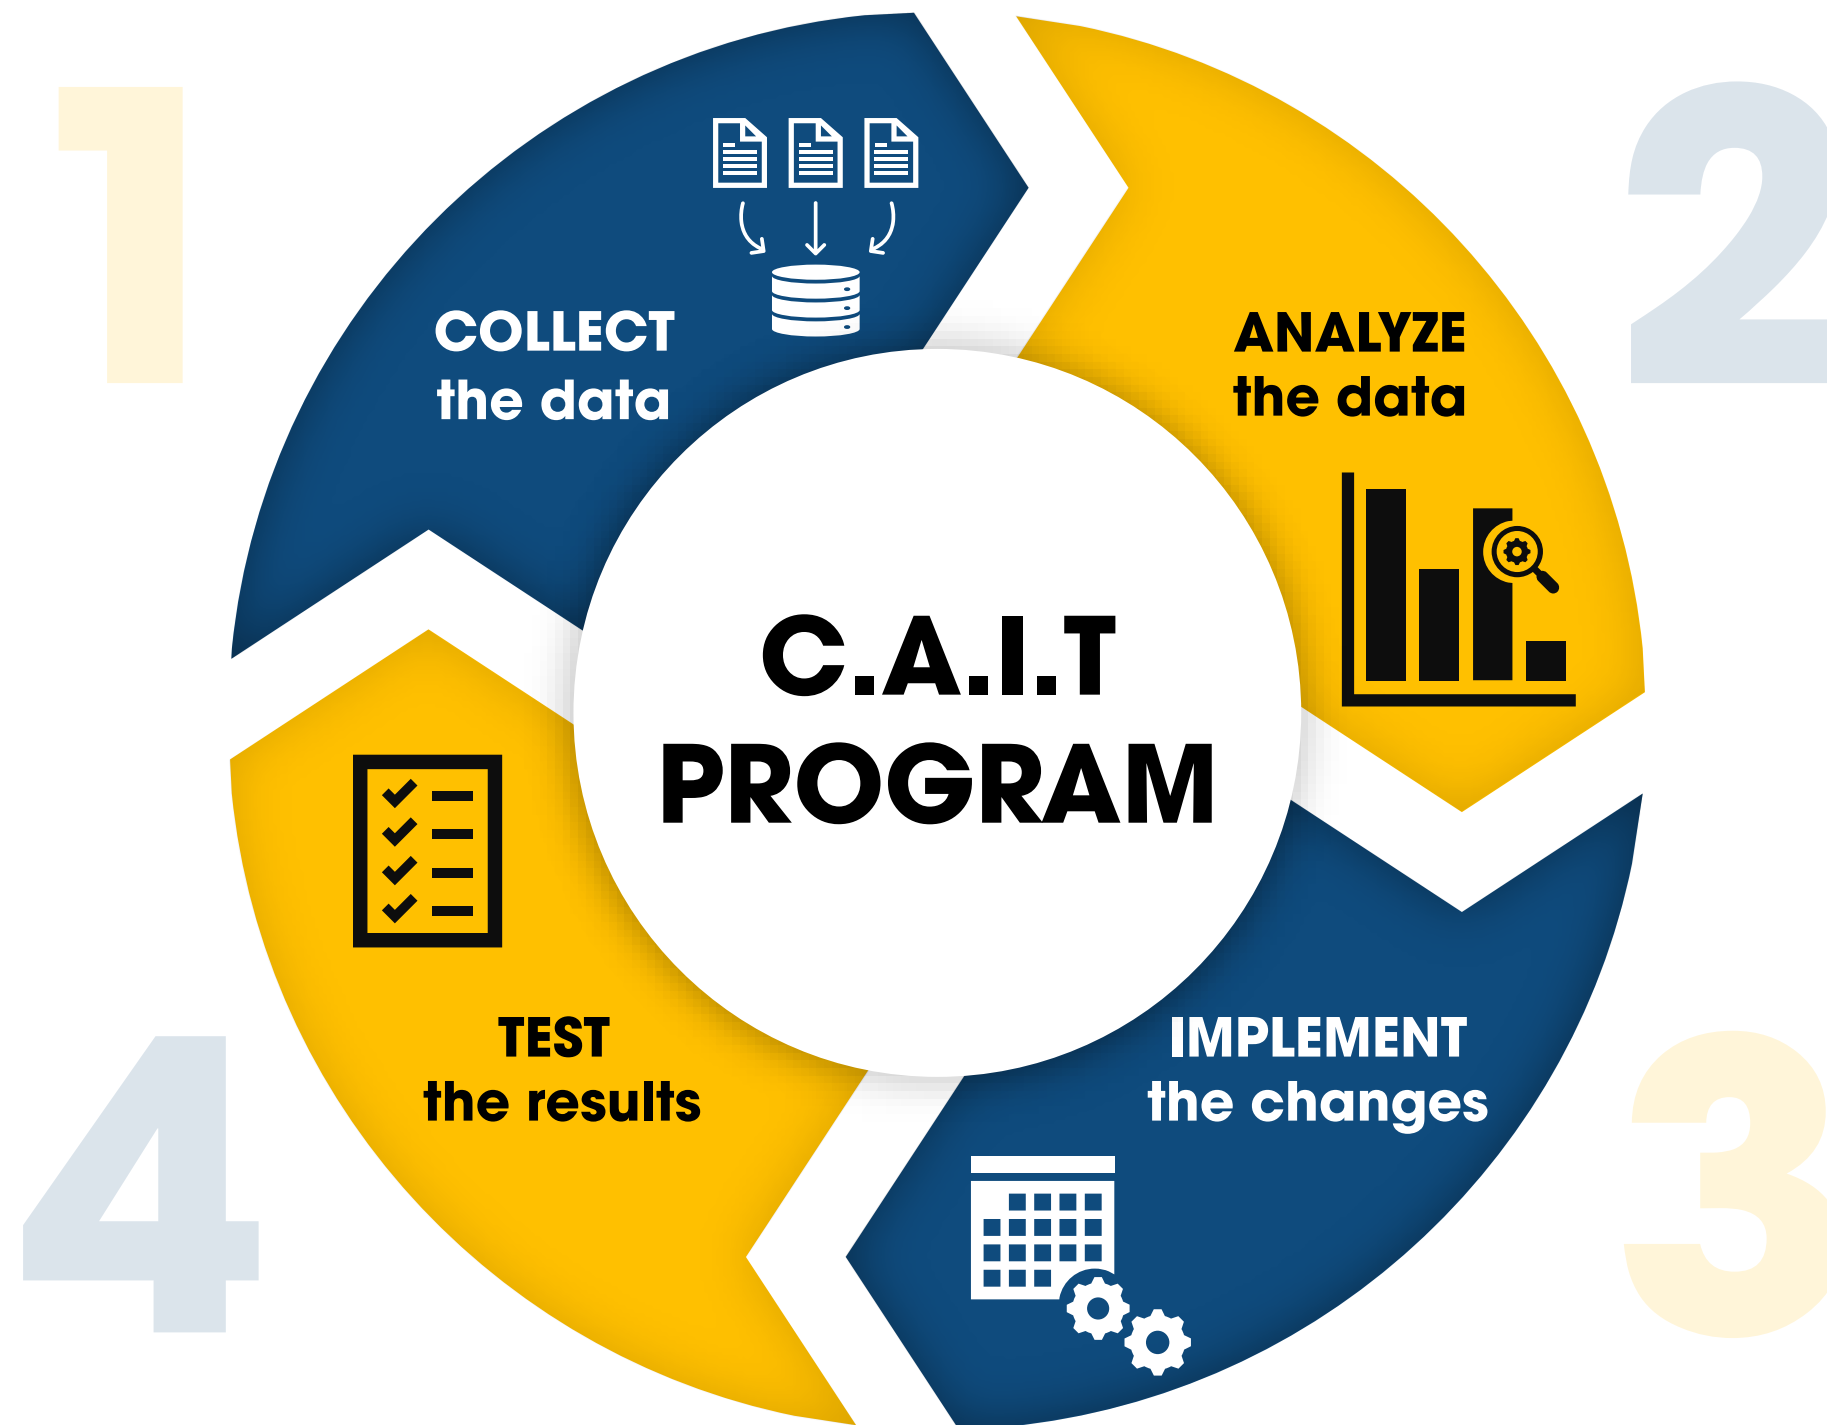 1
COLLECT
the data
2
ANALYZE
the data
C.A.I.T
PROGRAM
3
IMPLEMENT
the changes
4
TEST
the results